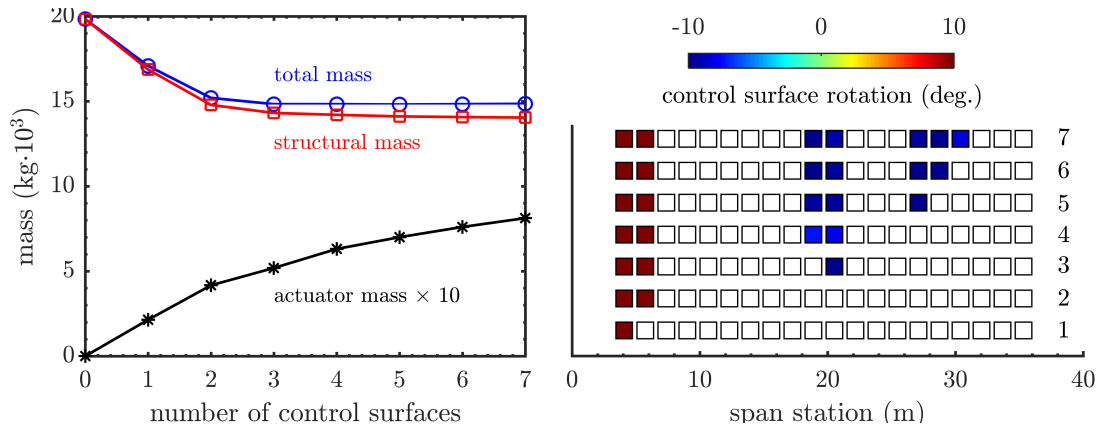 20
15
10
5
0
mass (kg·10³)
total mass
structural mass
actuator mass × 10
0 1 2 3 4 5 6 7
number of control surfaces
-10 0 10
control surface rotation (deg.)
7
6
5
4
3
2
1
0 10 20 30 40
span station (m)